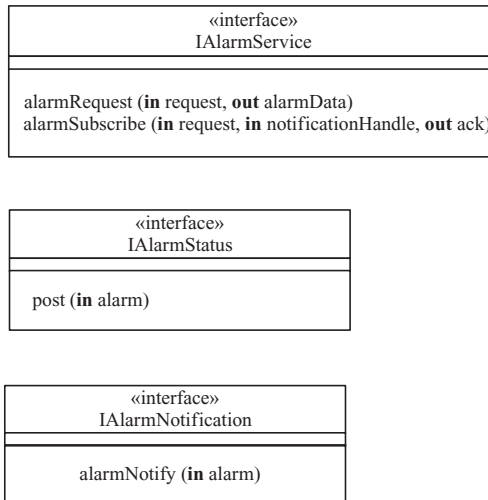 «interface»
IAlarmService
alarmRequest (in request, out alarmData)
alarmSubscribe (in request, in notificationHandle, out ack)
«interface»
IAlarmStatus
post (in alarm)
«interface»
IAlarmNotification
alarmNotify (in alarm)